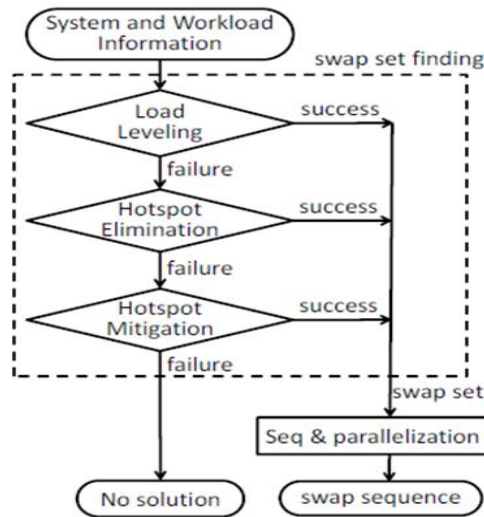 System and Workload
Information
swap set finding
Load
Leveling
success
failure
Hotspot
Elimination
success
failure
Hotspot
Mitigation
success
failure
swap set
Seq & parallelization
No solution
swap sequence